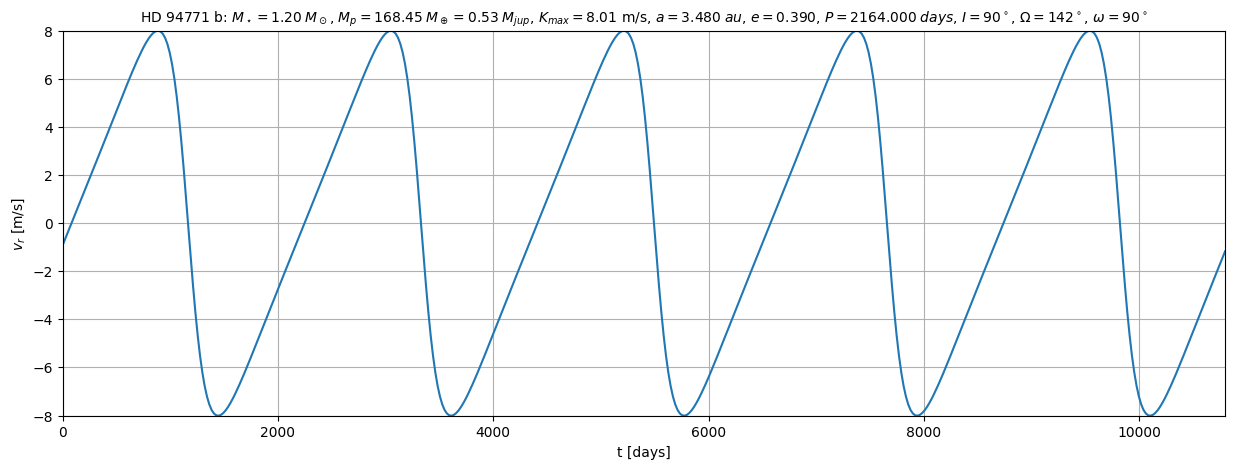 HD 94771 b: M⋆ = 1.20 M⊙, Mp = 168.45 M⊕ = 0.53 Mjup, Kmax = 8.01 m/s, a = 3.480 au, e = 0.390, P = 2164.000 days, I = 90°, Ω = 142°, ω = 90°
8
6
4
2
0
−2
−4
−6
−8
vr [m/s]
0 2000 4000 6000 8000 10000
t [days]